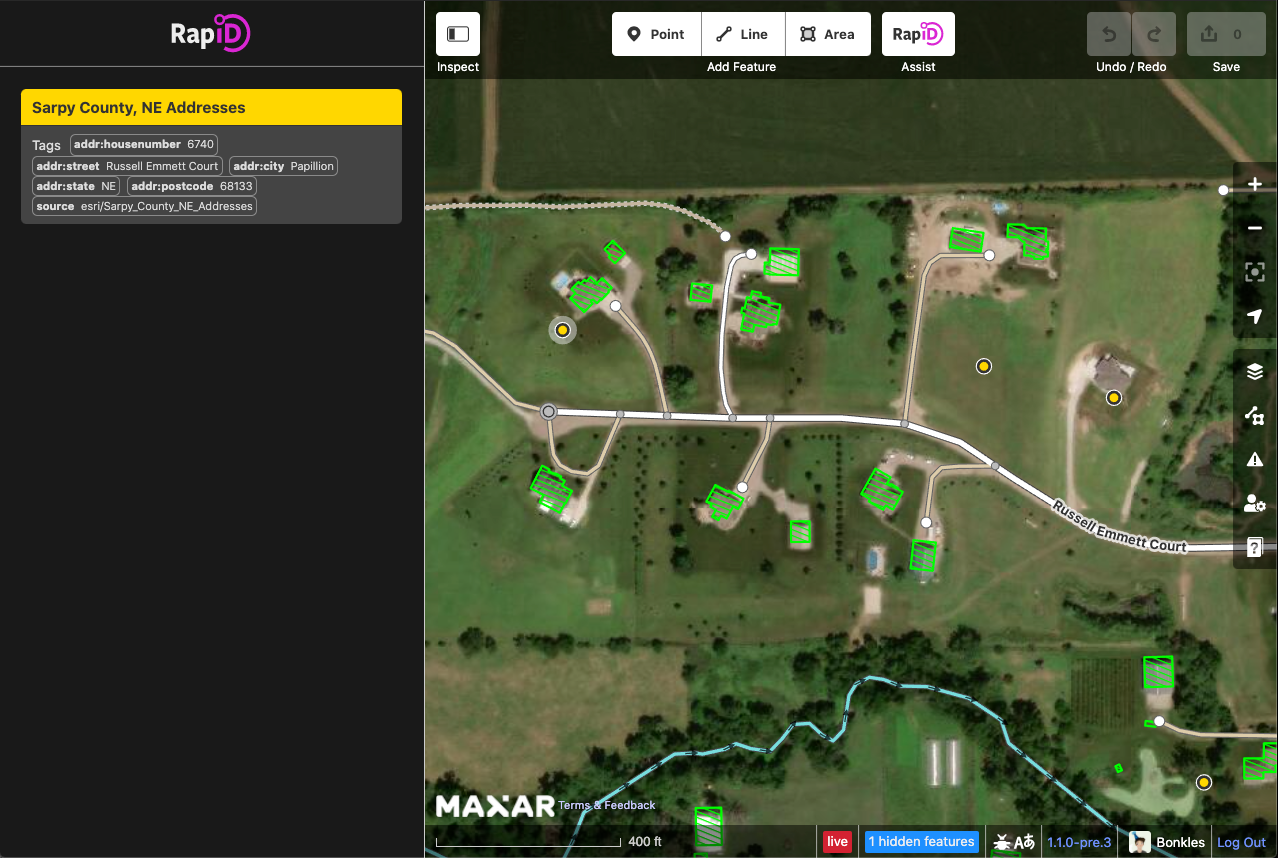 RapiD
Inspect
Point
Line
Area
Add Feature
RapiD
Assist
Undo / Redo
0
Save
Sarpy County, NE Addresses
Tags addr:housenumber 6740
addr:street Russell Emmett Court addr:city Papillion
addr:state NE addr:postcode 68133
source esri/Sarpy_County_NE_Addresses
Russell Emmett Court
MAXAR Terms & Feedback
400 ft
live
1 hidden features
Aあ
1.1.0-pre.3
Bonkles
Log Out